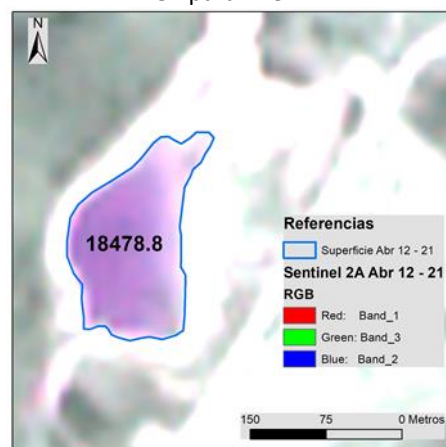 N
18478.8
Referencias
Superficie Abr 12 - 21
Sentinel 2A Abr 12 - 21
RGB
Red: Band_1
Green: Band_3
Blue: Band_2
150 75 0 Metros